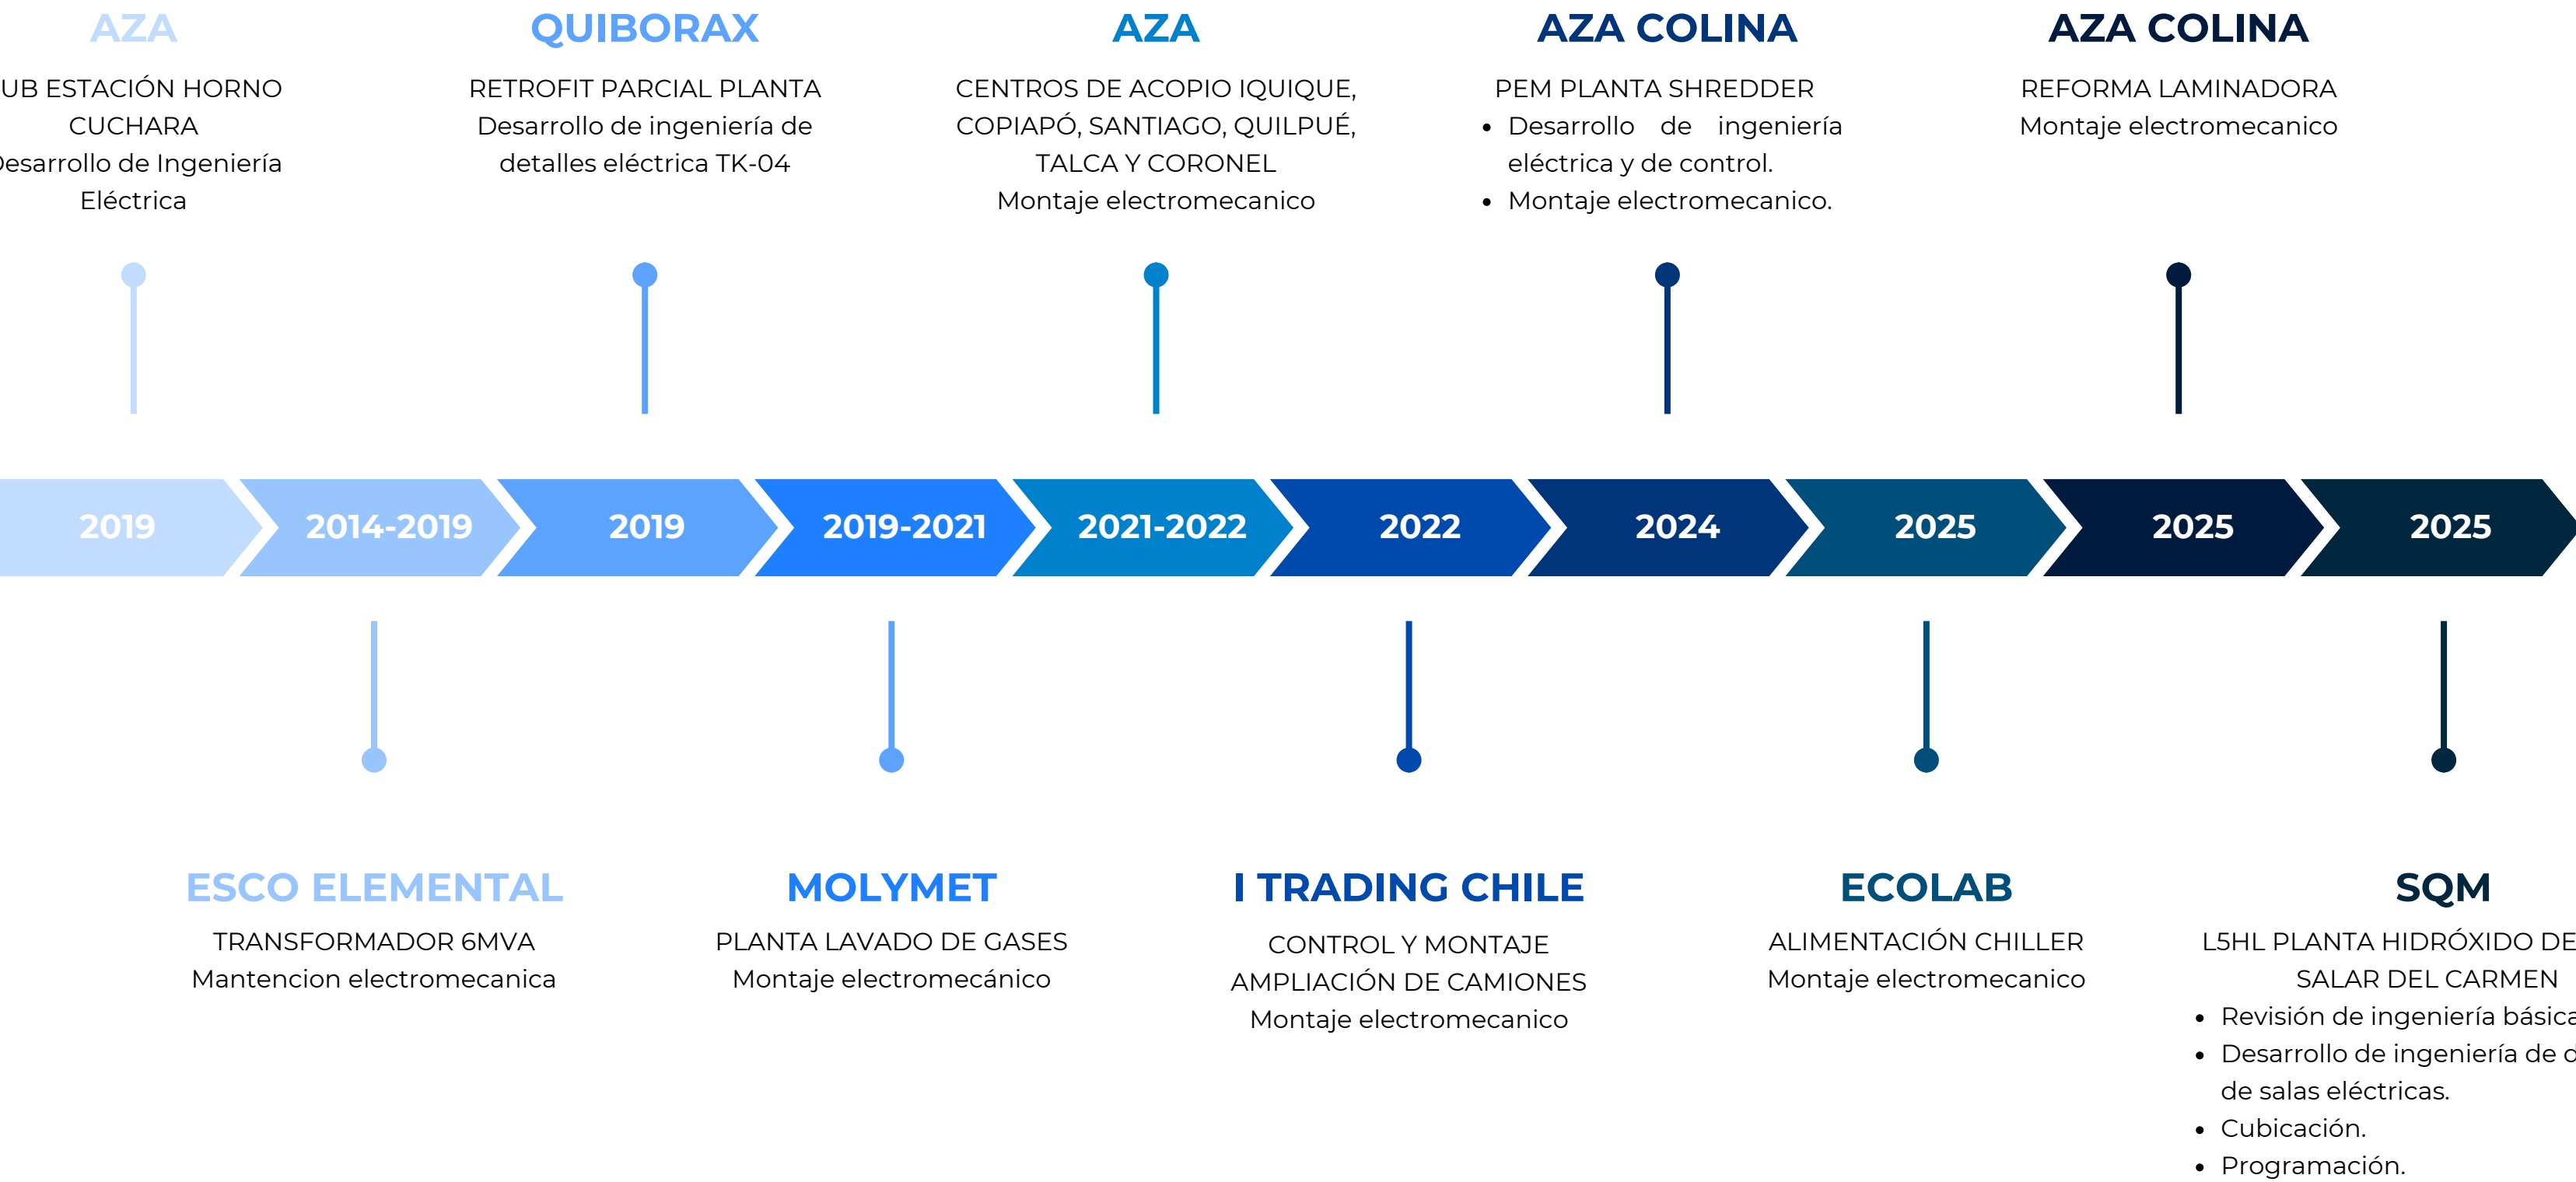 AZA
UB ESTACIÓN HORNO
CUCHARA
Desarrollo de Ingeniería
Eléctrica
QUIBORAX
RETROFIT PARCIAL PLANTA
Desarrollo de ingeniería de
detalles eléctrica TK-04
AZA
CENTROS DE ACOPIO IQUIQUE,
COPIAPÓ, SANTIAGO, QUILPUÉ,
TALCA Y CORONEL
Montaje electromecanico
AZA COLINA
PEM PLANTA SHREDDER
• Desarrollo de ingeniería
eléctrica y de control.
• Montaje electromecanico.
AZA COLINA
REFORMA LAMINADORA
Montaje electromecanico
2019
2014-2019
2019
2019-2021
2021-2022
2022
2024
2025
2025
2025
ESCO ELEMENTAL
TRANSFORMADOR 6MVA
Mantencion electromecanica
MOLYMET
PLANTA LAVADO DE GASES
Montaje electromecánico
I TRADING CHILE
CONTROL Y MONTAJE
AMPLIACIÓN DE CAMIONES
Montaje electromecanico
ECOLAB
ALIMENTACIÓN CHILLER
Montaje electromecanico
SQM
L5HL PLANTA HIDRÓXIDO DE
SALAR DEL CARMEN
• Revisión de ingeniería básica
• Desarrollo de ingeniería de
de salas eléctricas.
• Cubicación.
• Programación.